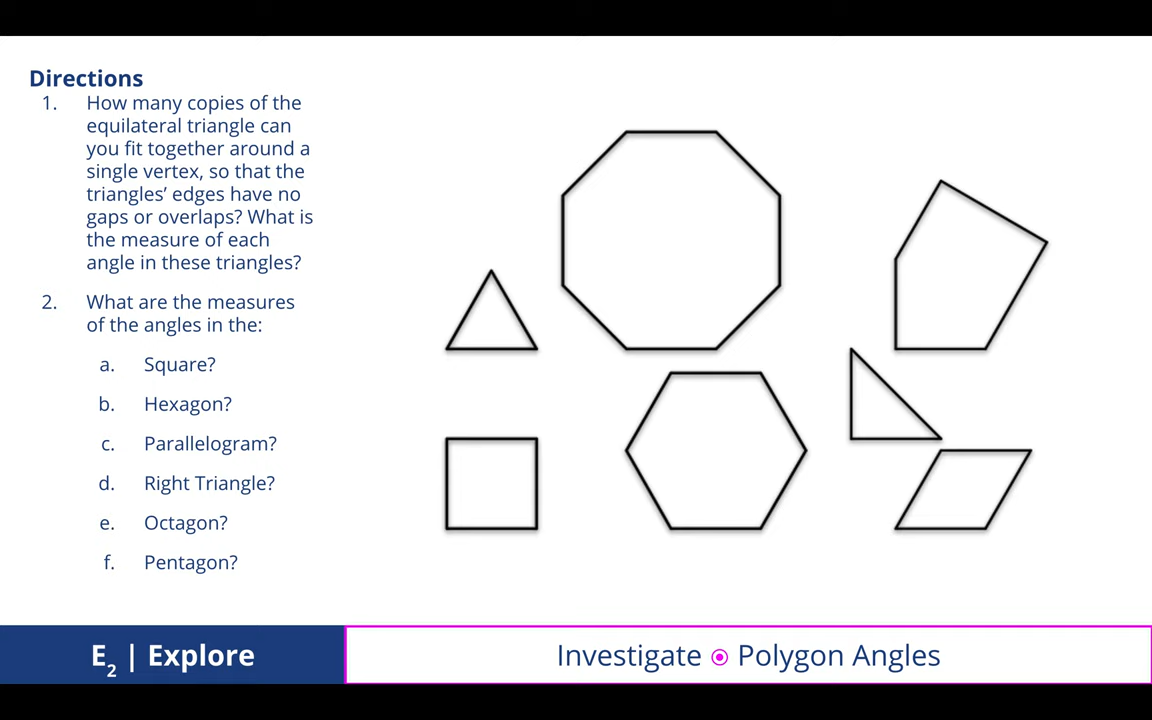 Directions
1. How many copies of the
equilateral triangle can
you fit together around a
single vertex, so that the
triangles’ edges have no
gaps or overlaps? What is
the measure of each
angle in these triangles?
2. What are the measures
of the angles in the:
a. Square?
b. Hexagon?
c. Parallelogram?
d. Right Triangle?
e. Octagon?
f. Pentagon?
E2 | Explore
Investigate ⦿ Polygon Angles